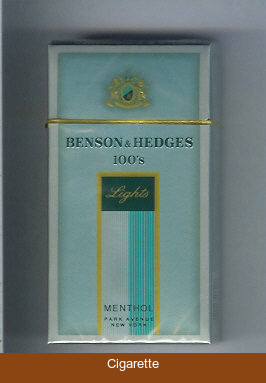 BENSON & HEDGES
100's
Lights
MENTHOL
PARK AVENUE
NEW YORK
Cigarette